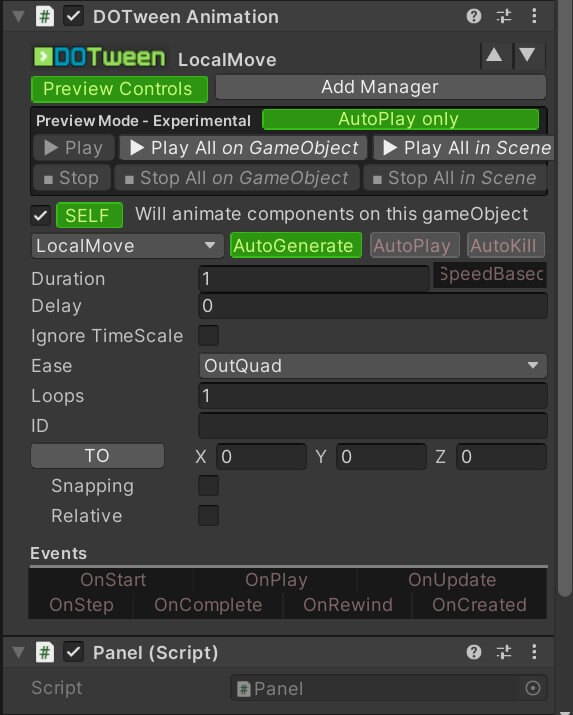 DOTween Animation
DOTween LocalMove
Preview Controls Add Manager
Preview Mode - Experimental AutoPlay only
Play Play All on GameObject Play All in Scene
Stop Stop All on GameObject Stop All in Scene
SELF Will animate components on this gameObject
LocalMove AutoGenerate AutoPlay AutoKill
Duration 1 SpeedBased
Delay 0
Ignore TimeScale
Ease OutQuad
Loops 1
ID
TO X 0 Y 0 Z 0
Snapping
Relative
Events
OnStart OnPlay OnUpdate
OnStep OnComplete OnRewind OnCreated
# Panel (Script)
Script # Panel